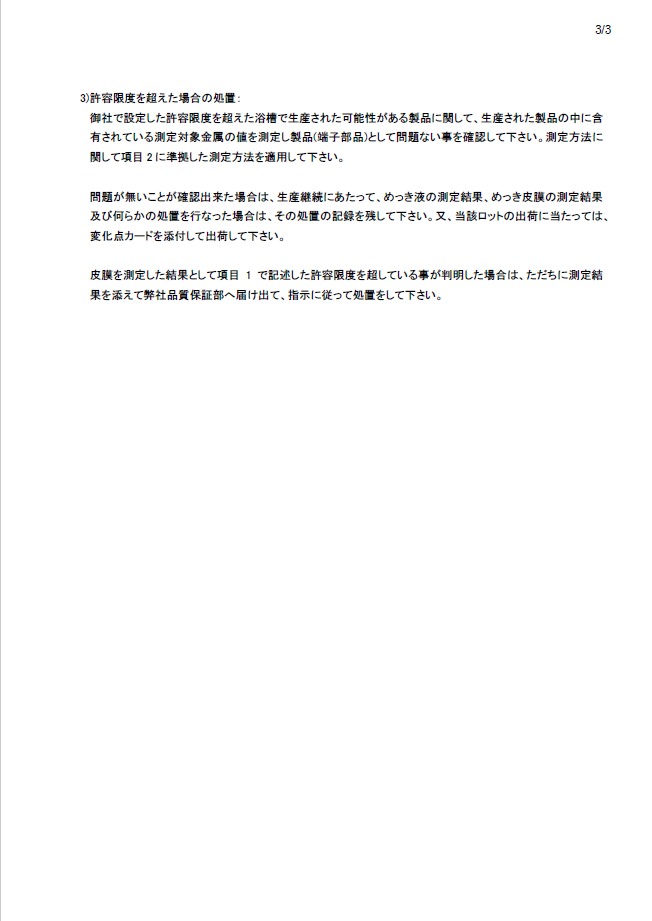 3/3
3)許容限度を超えた場合の処置:
御社で設定した許容限度を超えた浴槽で生産された可能性がある製品に関して、生産された製品の中に含
有されている測定対象金属の値を測定し製品(端子部品)として問題ない事を確認して下さい。測定方法に
関して項目2に準拠した測定方法を適用して下さい。
問題が無いことが確認出来た場合は、生産継続にあたって、めっき液の測定結果、めっき皮膜の測定結果
及び何らかの処置を行なった場合は、その処置の記録を残して下さい。又、当該ロットの出荷に当たっては、
変化点カードを添付して出荷して下さい。
皮膜を測定した結果として項目 1 で記述した許容限度を超している事が判明した場合は、ただちに測定結
果を添えて弊社品質保証部へ届け出て、指示に従って処置をして下さい。